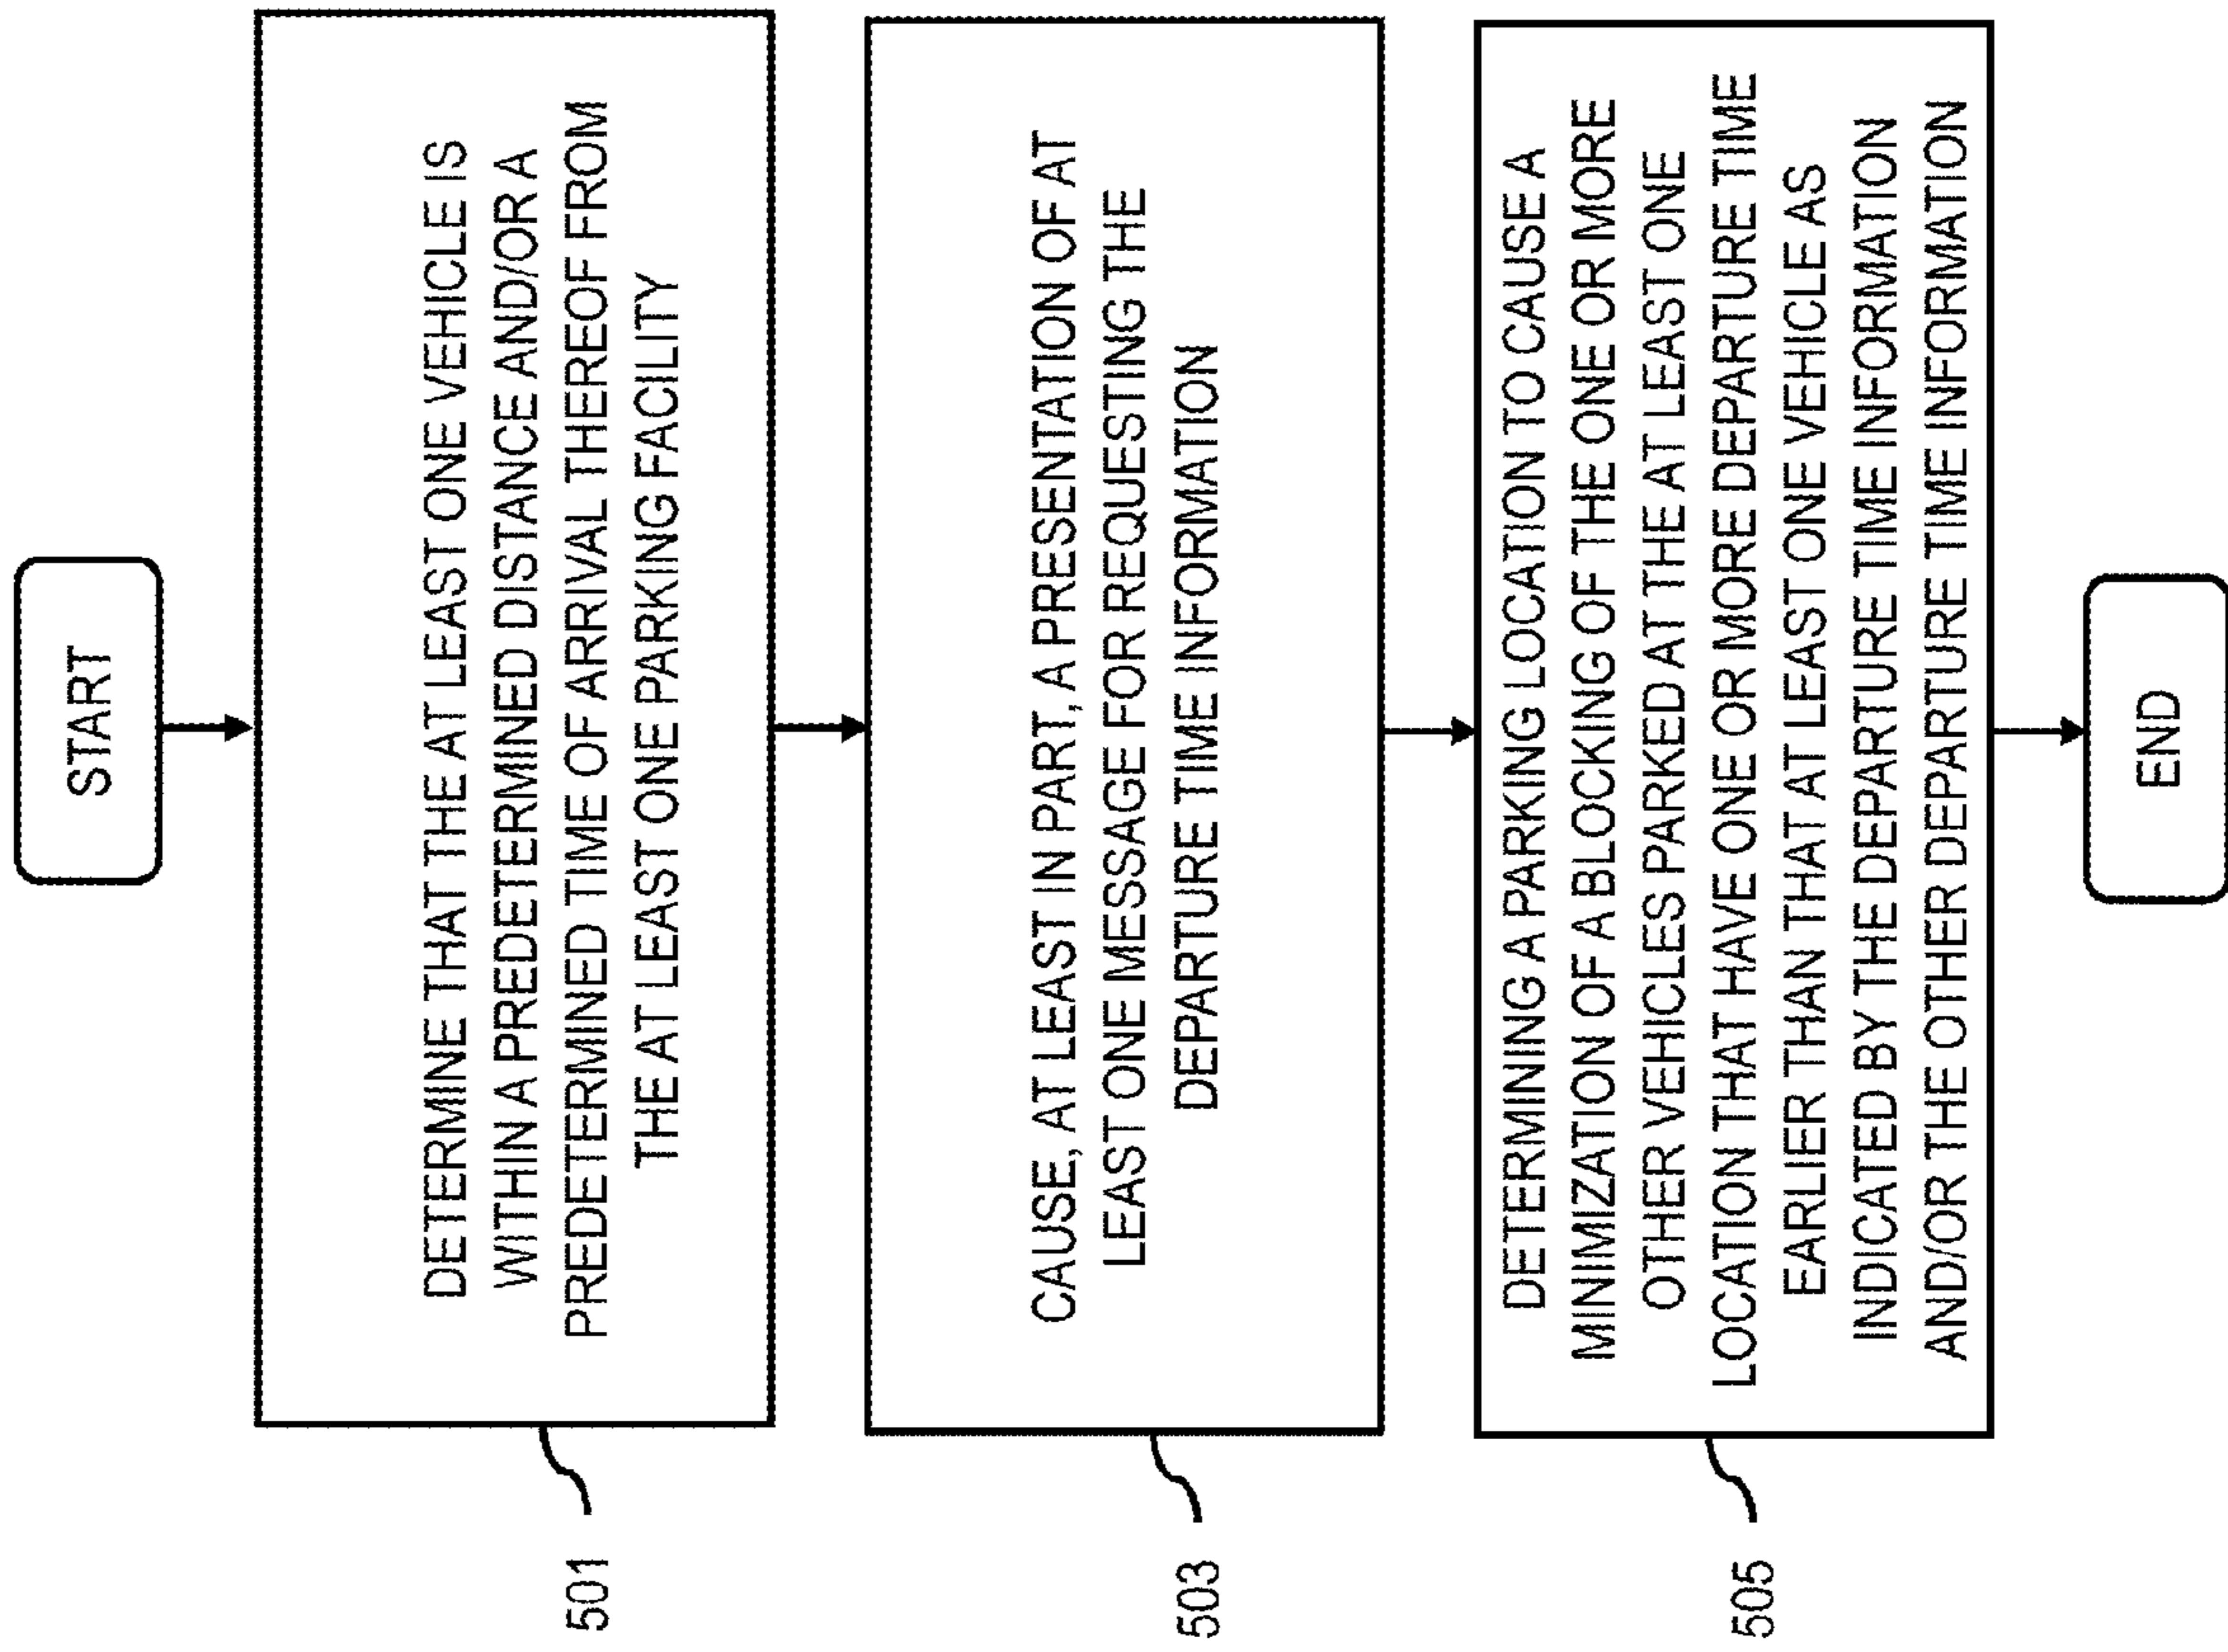 START
DETERMINE THAT THE AT LEAST ONE VEHICLE IS
WITHIN A PREDETERMINED DISTANCE AND/OR A
PREDETERMINED TIME OF ARRIVAL THEREOF FROM
THE AT LEAST ONE PARKING FACILITY
501
CAUSE, AT LEAST IN PART, A PRESENTATION OF AT
LEAST ONE MESSAGE FOR REQUESTING THE
DEPARTURE TIME INFORMATION
503
DETERMINING A PARKING LOCATION TO CAUSE A
MINIMIZATION OF A BLOCKING OF THE ONE OR MORE
OTHER VEHICLES PARKED AT THE AT LEAST ONE
LOCATION THAT HAVE ONE OR MORE DEPARTURE TIME
EARLIER THAN THAT AT LEAST ONE VEHICLE AS
INDICATED BY THE DEPARTURE TIME INFORMATION
AND/OR THE OTHER DEPARTURE TIME INFORMATION
505
END